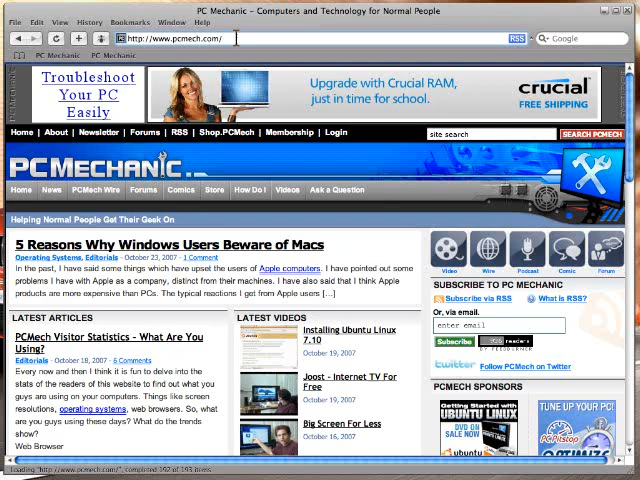 PC Mechanic - Computers and Technology for Normal People
File Edit View History Bookmarks Window Help
http://www.pcmech.com/
RSS
Google
PC Mechanic PC Mechanic
Troubleshoot
Your PC
Easily
Upgrade with Crucial RAM,
just in time for school.
crucial
FREE SHIPPING
Home | About | Newsletter | Forums | RSS | Shop.PCMech | Membership | Login
site search
SEARCH PCMECH
PCMECHANIC
Home News PCMech Wire Forums Comics Store How Do I Videos Ask a Question
Helping Normal People Get Their Geek On
5 Reasons Why Windows Users Beware of Macs
Operating Systems, Editorials - October 23, 2007 - 1 Comment
In the past, I have said some things which have upset the users of Apple computers. I have pointed out some
problems I have with Apple as a company, distinct from their machines. I have also said that I think Apple
products are more expensive than PCs. The typical reactions I get from Apple users [...]
Video Wire Podcast Comic Forum
SUBSCRIBE TO PC MECHANIC
Subscribe via RSS What is RSS?
Or, via email.
enter email
Subscribe
926 readers
BY FEEDBURNER
twitter Follow PCMech on Twitter
PCMECH SPONSORS
Getting Started with
UBUNTU LINUX
DVD ON
SALE NOW
ubuntu
TUNE UP
YOUR PC!
PCPitstop
OPTIMIZE
LATEST ARTICLES
PCMech Visitor Statistics - What Are You
Using?
Editorials - October 18, 2007 - 6 Comments
Every now and then I think it is fun to delve into the
stats of the readers of this website to find out what you
guys are using on your computers. Things like screen
resolutions, operating systems, web browsers. So, what
are you guys using these days? What do the trends
show?
Web Browser
LATEST VIDEOS
Installing Ubuntu Linux
7.10
October 19, 2007
Joost - Internet TV For
Free
October 19, 2007
Big Screen For Less
October 16, 2007
Loading "http://www.pcmech.com/", completed 192 of 193 items